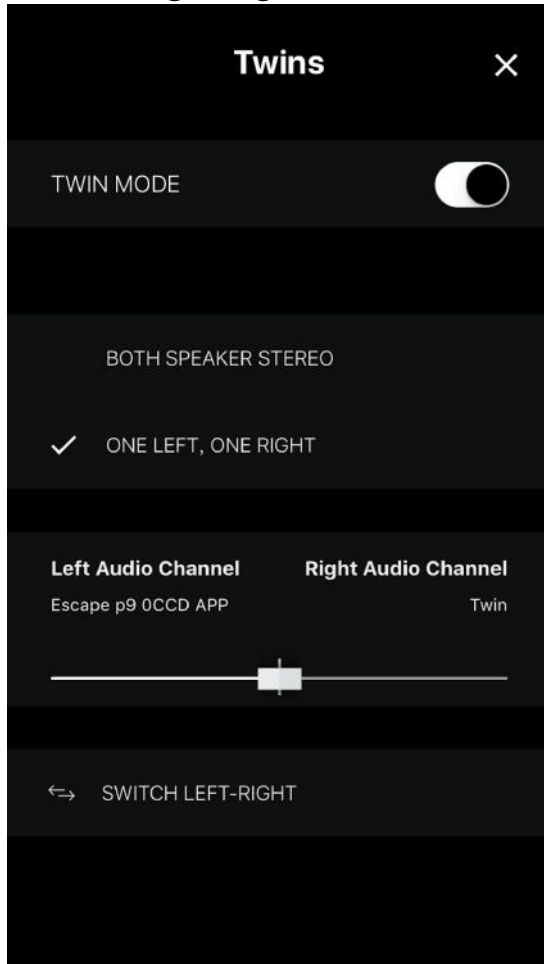 Twins
TWIN MODE
BOTH SPEAKER STEREO
ONE LEFT, ONE RIGHT
Left Audio Channel Right Audio Channel
Escape p9 0CCD APP Twin
SWITCH LEFT-RIGHT